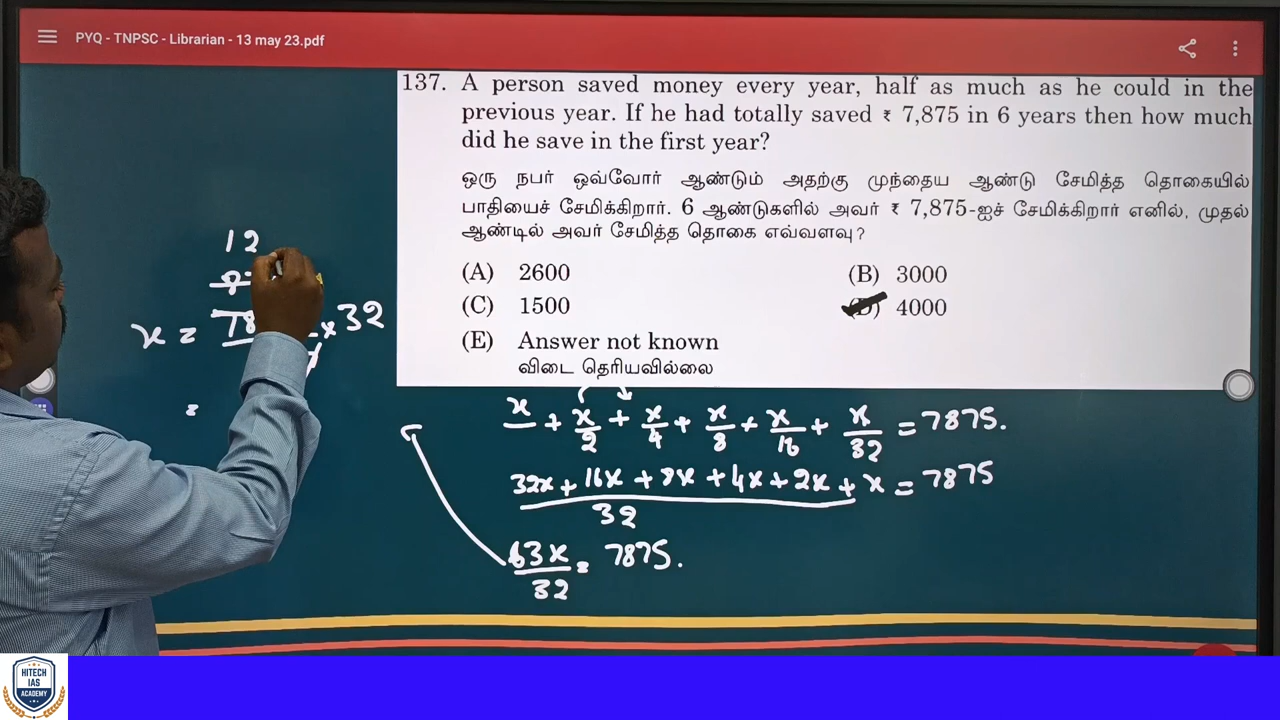 PYQ - TNPSC - Librarian - 13 may 23.pdf
137. A person saved money every year, half as much as he could in the
previous year. If he had totally saved ₹ 7,875 in 6 years then how much
did he save in the first year?
ஒரு நபர் ஒவ்வோர் ஆண்டும் அதற்கு முந்தைய ஆண்டு சேமித்த தொகையில்
பாதியைச் சேமிக்கிறார். 6 ஆண்டுகளில் அவர் ₹ 7,875-ஐச் சேமிக்கிறார் எனில், முதல்
ஆண்டில் அவர் சேமித்த தொகை எவ்வளவு?
(A) 2600 (B) 3000
(C) 1500 (D) 4000
(E) Answer not known
விடை தெரியவில்லை
12
x = 78 x 32
=
x + x/2 + x/4 + x/8 + x/16 + x/32 = 7875.
32x + 16x + 8x + 4x + 2x + x = 7875
32
63x/32 = 7875.
HITECH
IAS
ACADEMY